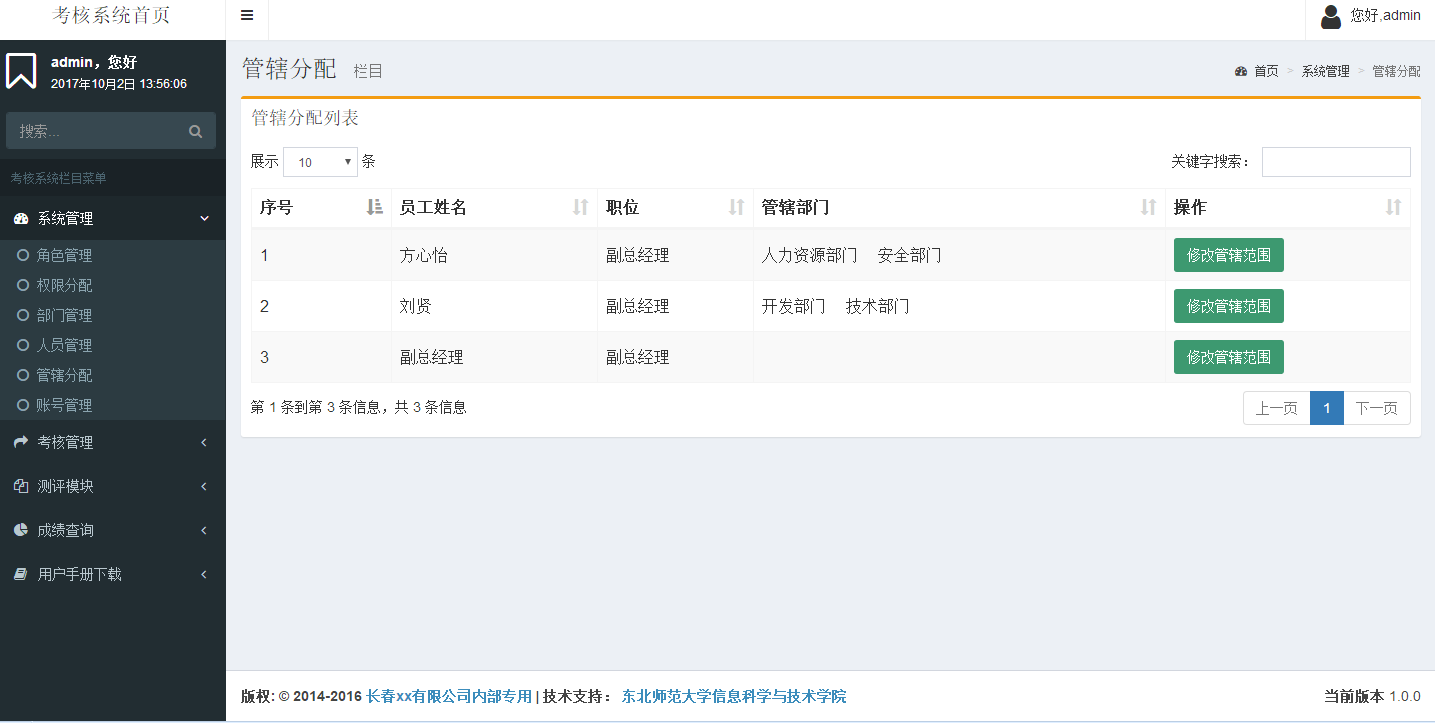 考核系统首页
您好,admin
admin，您好
2017年10月2日 13:56:06
搜索...
考核系统栏目菜单
系统管理
角色管理
权限分配
部门管理
人员管理
管辖分配
账号管理
考核管理
测评模块
成绩查询
用户手册下载
管辖分配 栏目
首页 > 系统管理 > 管辖分配
管辖分配列表
展示 10 条 关键字搜索：
序号 员工姓名 职位 管辖部门 操作
1 方心怡 副总经理 人力资源部门 安全部门 修改管辖范围
2 刘贤 副总经理 开发部门 技术部门 修改管辖范围
3 副总经理 副总经理 修改管辖范围
第 1 条到第 3 条信息，共 3 条信息 上一页 1 下一页
版权: © 2014-2016 长春xx有限公司内部专用 | 技术支持： 东北师范大学信息科学与技术学院 当前版本 1.0.0